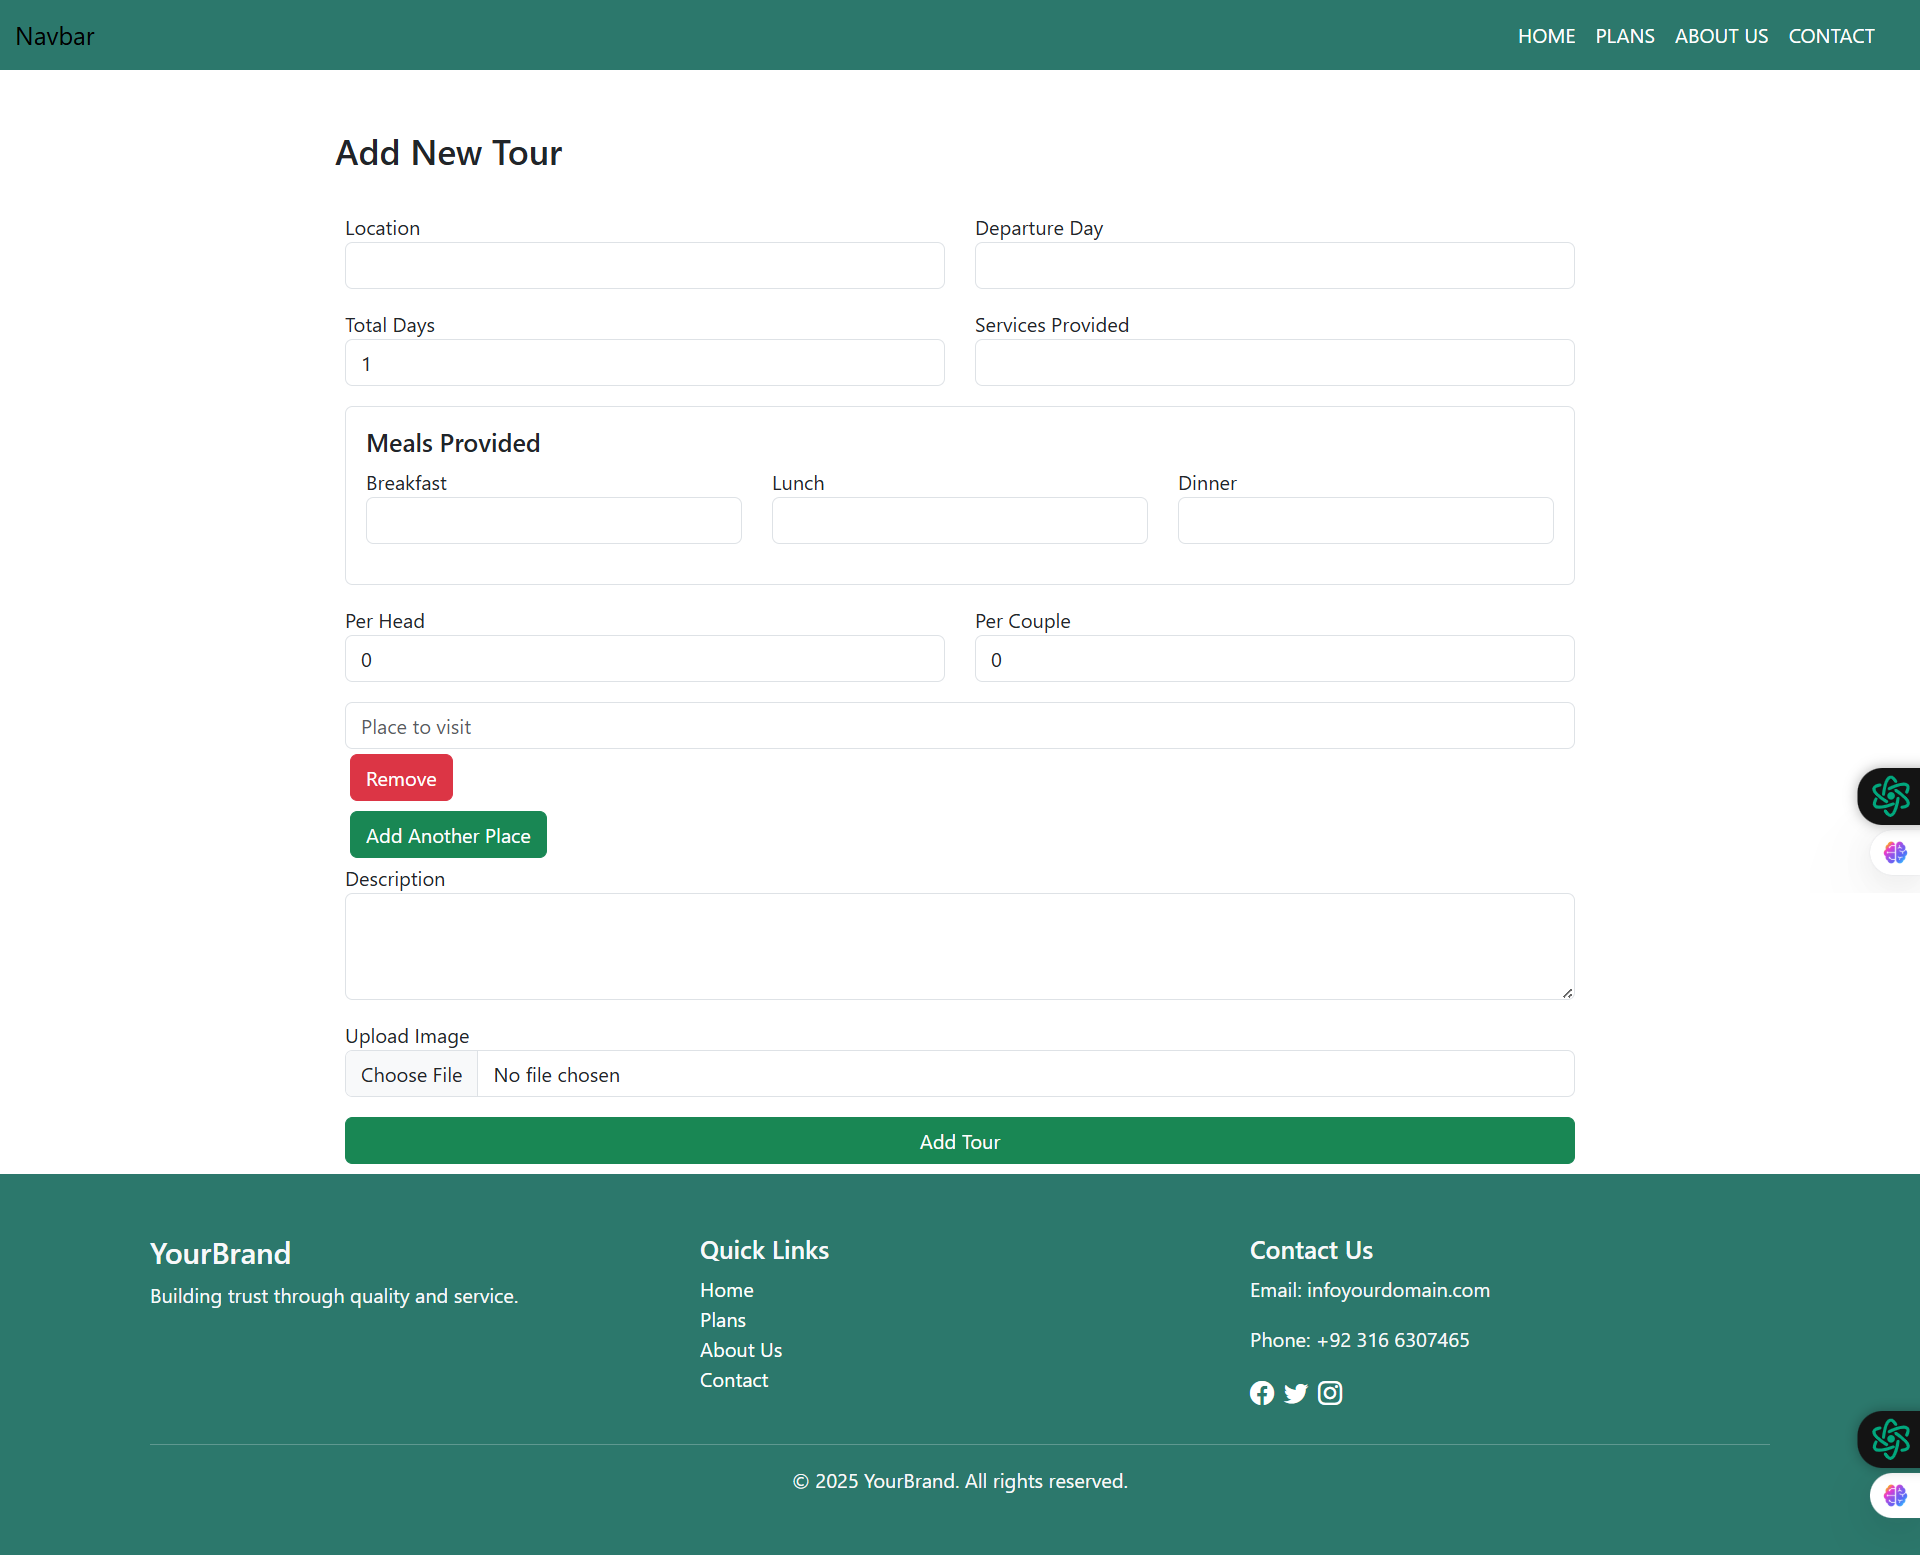 Navbar
HOME PLANS ABOUT US CONTACT
Add New Tour
Location Departure Day
Total Days Services Provided
1
Meals Provided
Breakfast Lunch Dinner
Per Head Per Couple
0 0
Place to visit
Remove
Add Another Place
Description
Upload Image
Choose File No file chosen
Add Tour
YourBrand
Building trust through quality and service.
Quick Links
Home
Plans
About Us
Contact
Contact Us
Email: infoyourdomain.com
Phone: +92 316 6307465
© 2025 YourBrand. All rights reserved.